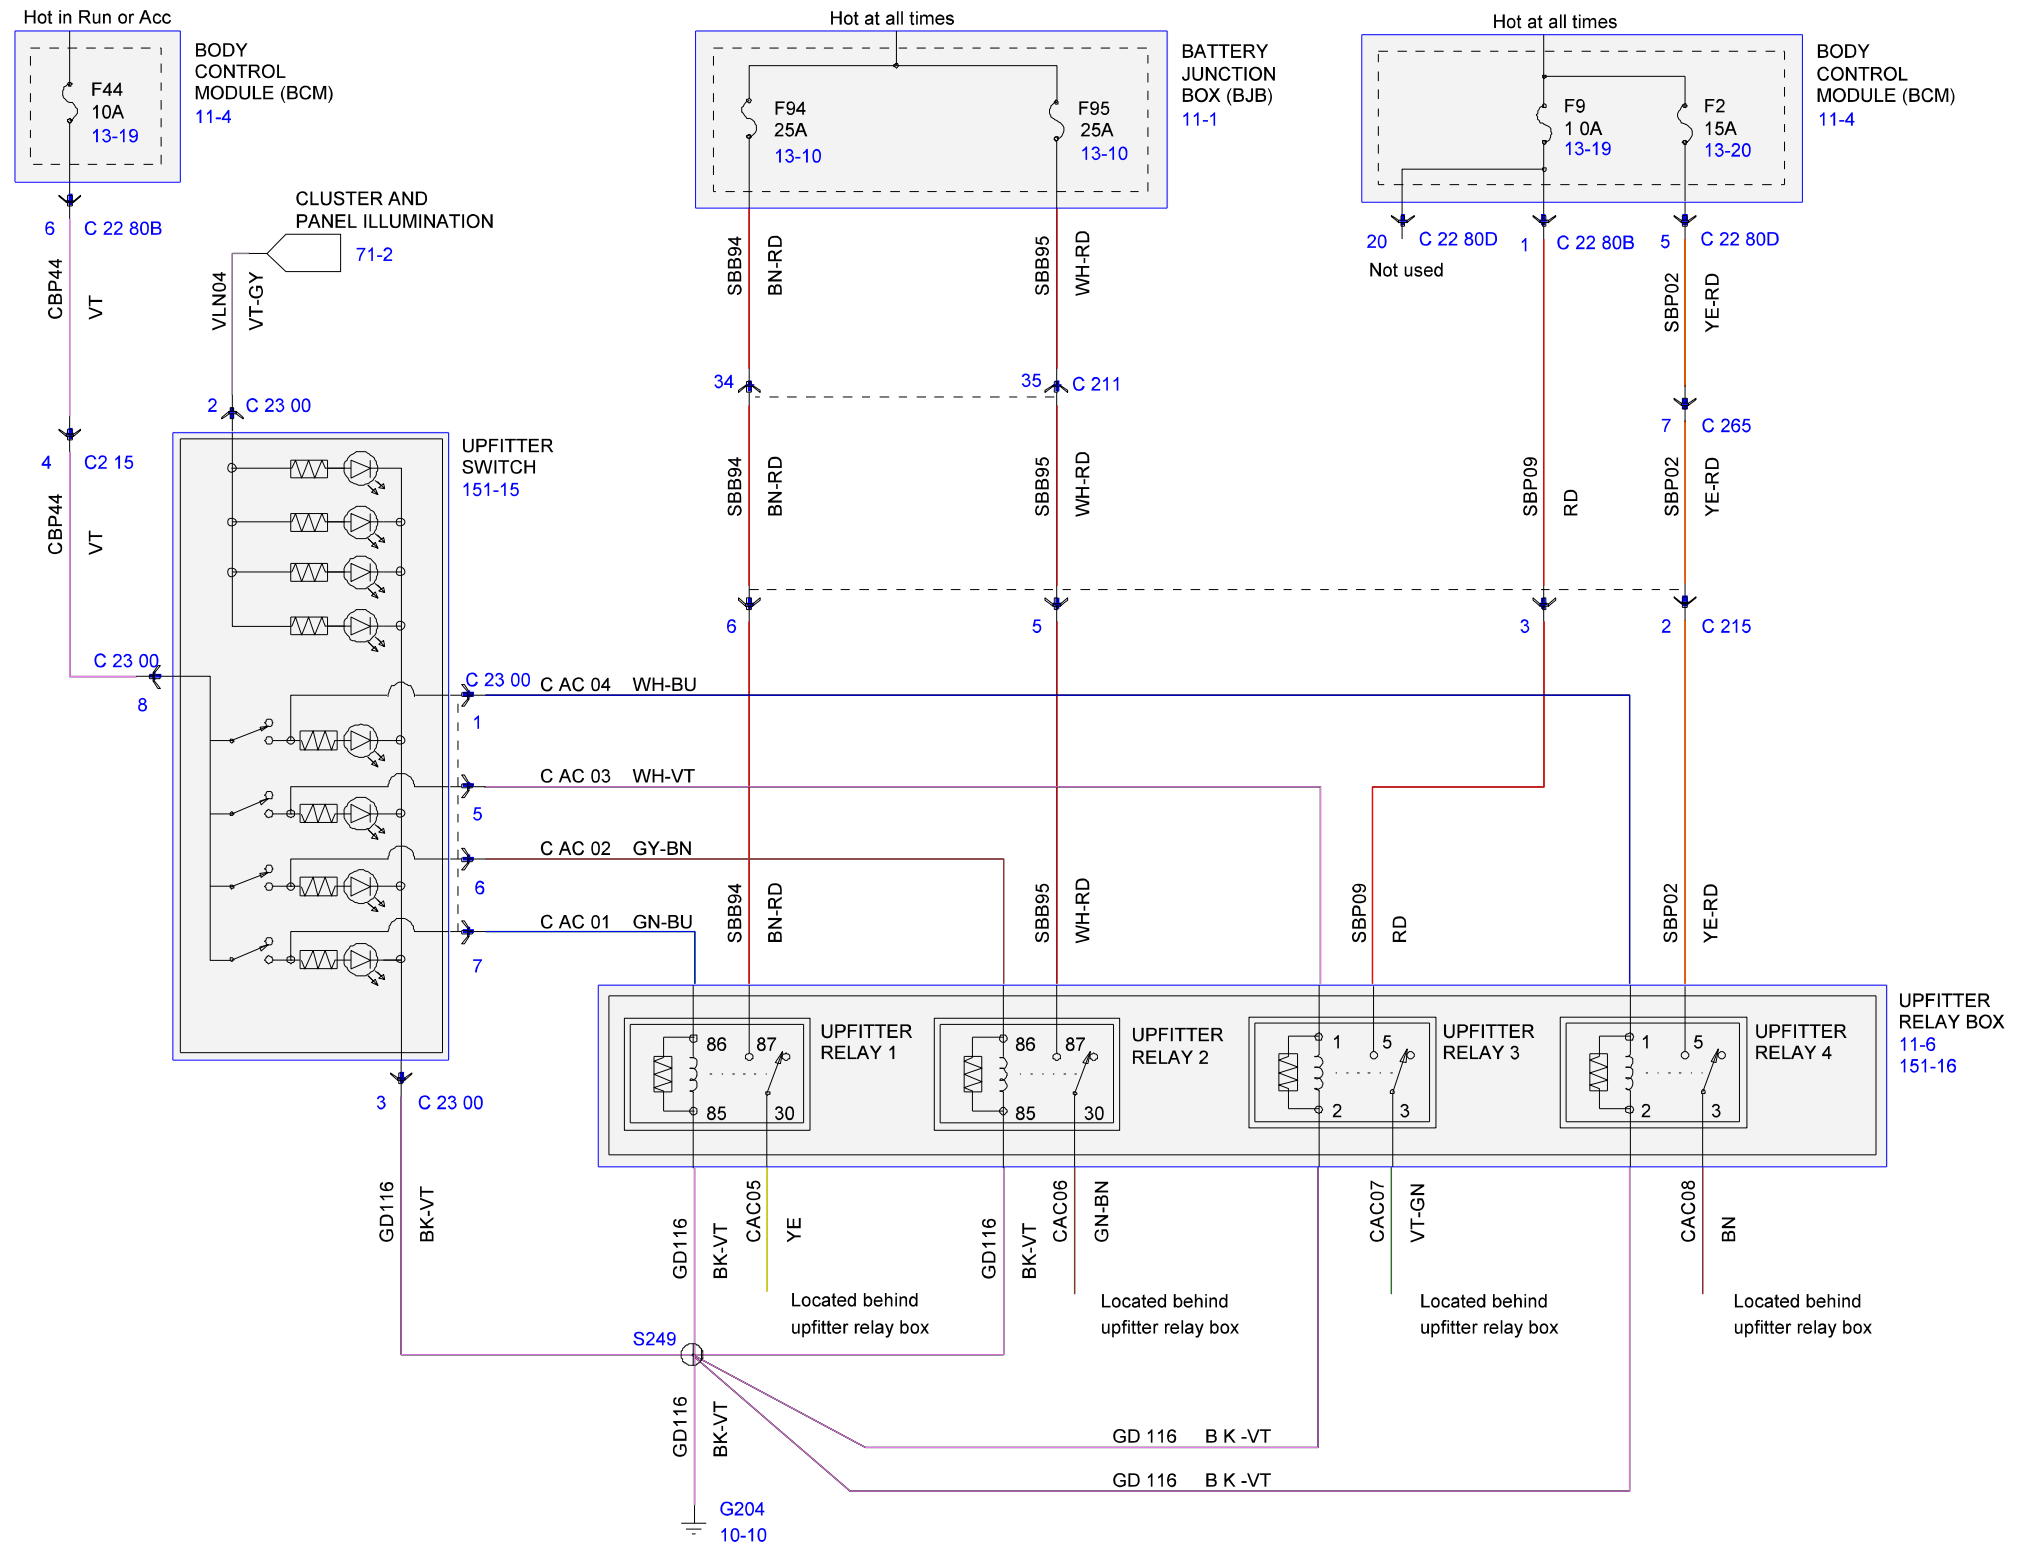 Hot in Run or Acc
BODY
CONTROL
MODULE (BCM)
11-4
F44
10A
13-19
6
C 22 80B
CBP44
VT
4
C2 15
CBP44
VT
C 23 00
8
CLUSTER AND
PANEL ILLUMINATION
71-2
VLN04
VT-GY
2
C 23 00
UPFITTER
SWITCH
151-15
C 23 00
1
5
6
7
3
C 23 00
GD116
BK-VT
Hot at all times
BATTERY
JUNCTION
BOX (BJB)
11-1
F94
25A
13-10
F95
25A
13-10
SBB94
BN-RD
SBB95
WH-RD
34
35
C 211
SBB94
BN-RD
SBB95
WH-RD
6
5
Hot at all times
BODY
CONTROL
MODULE (BCM)
11-4
F9
1 0A
13-19
F2
15A
13-20
20
C 22 80D
Not used
1
C 22 80B
5
C 22 80D
SBP02
YE-RD
7
C 265
SBP09
RD
SBP02
YE-RD
3
2
C 215
C AC 04 WH-BU
C AC 03 WH-VT
C AC 02 GY-BN
C AC 01 GN-BU
SBB94
BN-RD
SBB95
WH-RD
SBP09
RD
SBP02
YE-RD
UPFITTER
RELAY BOX
11-6
151-16
86
87
85
30
UPFITTER
RELAY 1
86
87
85
30
UPFITTER
RELAY 2
1
5
2
3
UPFITTER
RELAY 3
1
5
2
3
UPFITTER
RELAY 4
GD116
BK-VT
CAC05
YE
Located behind
upfitter relay box
GD116
BK-VT
CAC06
GN-BN
Located behind
upfitter relay box
CAC07
VT-GN
Located behind
upfitter relay box
CAC08
BN
Located behind
upfitter relay box
S249
GD116
BK-VT
GD 116 B K -VT
GD 116 B K -VT
G204
10-10